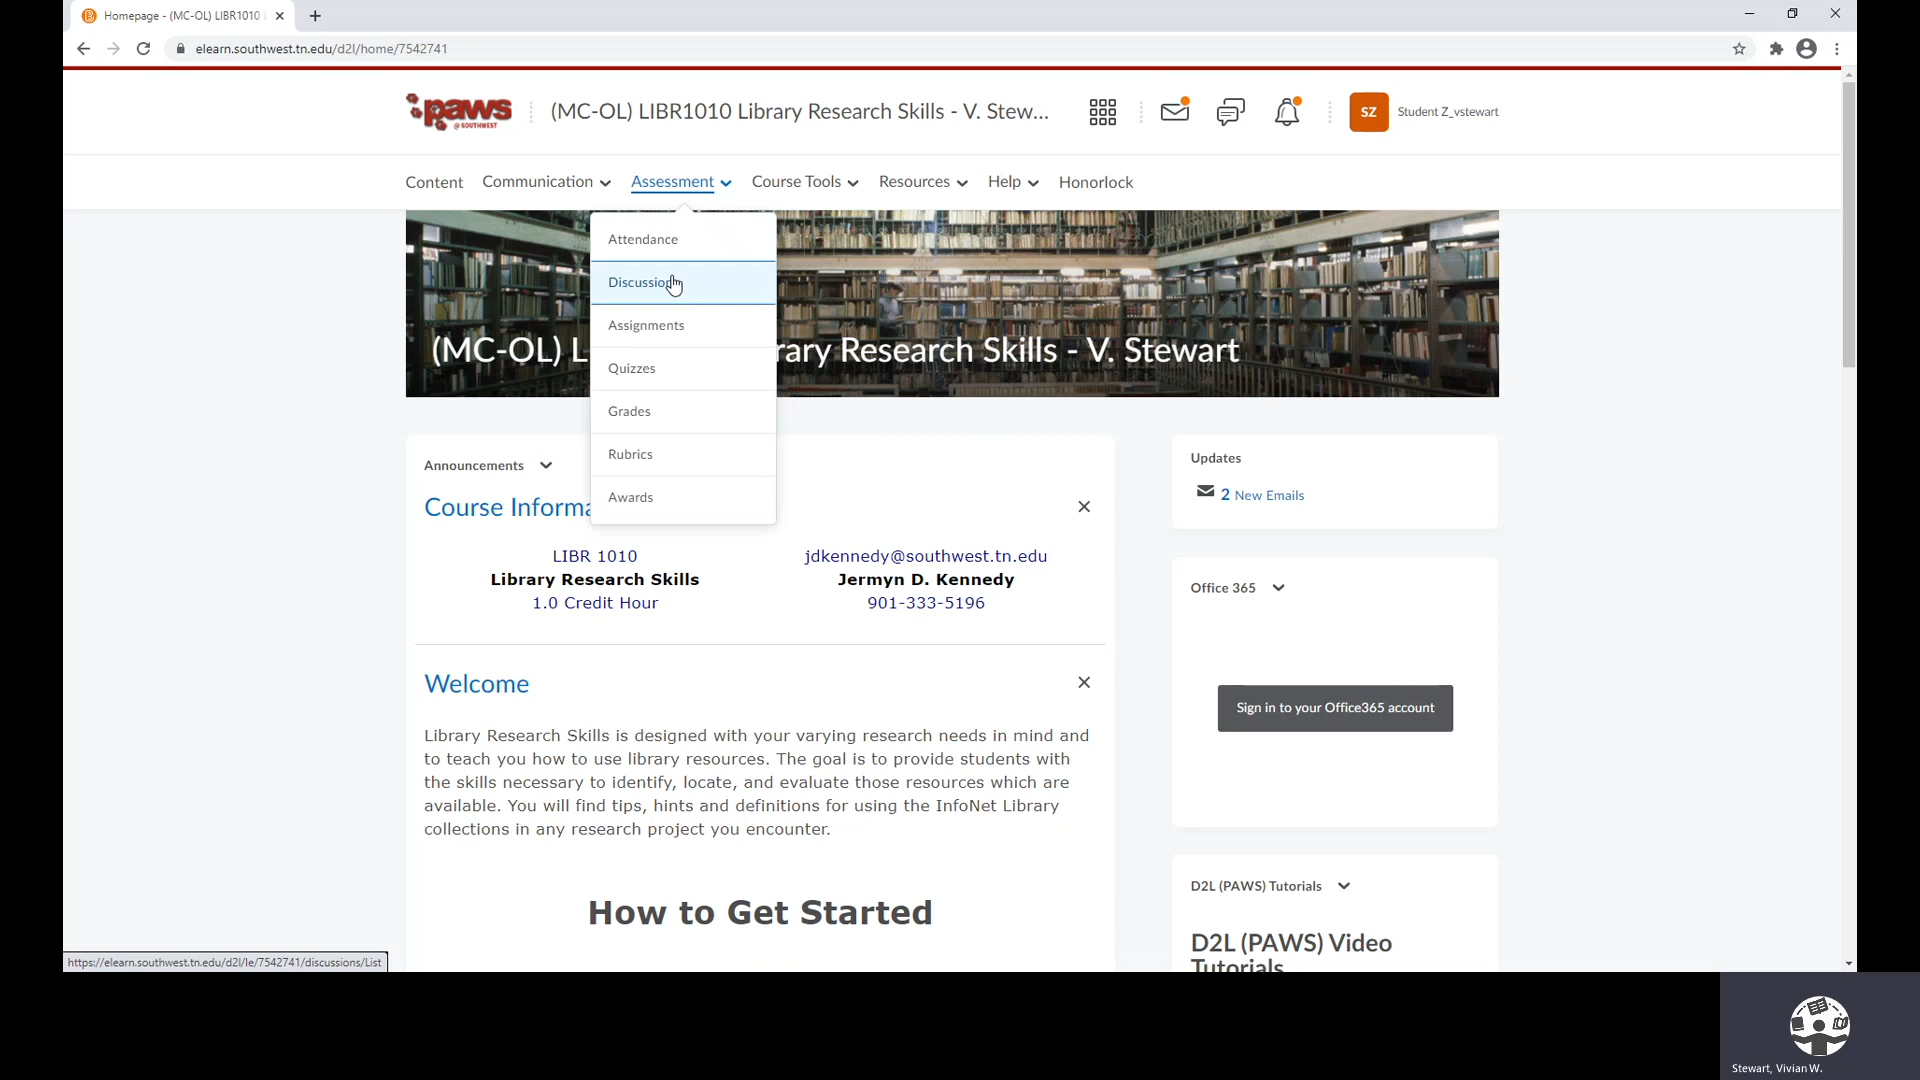 Homepage - (MC-OL) LIBR1010
elearn.southwest.tn.edu/d2l/home/7542741
paws
@ SOUTHWEST
(MC-OL) LIBR1010 Library Research Skills - V. Stew...
SZ
Student Z_vstewart
Content
Communication
Assessment
Course Tools
Resources
Help
Honorlock
Attendance
Discussion
Assignments
Quizzes
Grades
Rubrics
Awards
(MC-OL) L rary Research Skills - V. Stewart
Announcements
Course Informa
LIBR 1010
Library Research Skills
1.0 Credit Hour
jdkennedy@southwest.tn.edu
Jermyn D. Kennedy
901-333-5196
Welcome
Library Research Skills is designed with your varying research needs in mind and
to teach you how to use library resources. The goal is to provide students with
the skills necessary to identify, locate, and evaluate those resources which are
available. You will find tips, hints and definitions for using the InfoNet Library
collections in any research project you encounter.
How to Get Started
Updates
2 New Emails
Office 365
Sign in to your Office365 account
D2L (PAWS) Tutorials
D2L (PAWS) Video
Tutorials
https://elearn.southwest.tn.edu/d2l/le/7542741/discussions/List
Stewart, Vivian W.